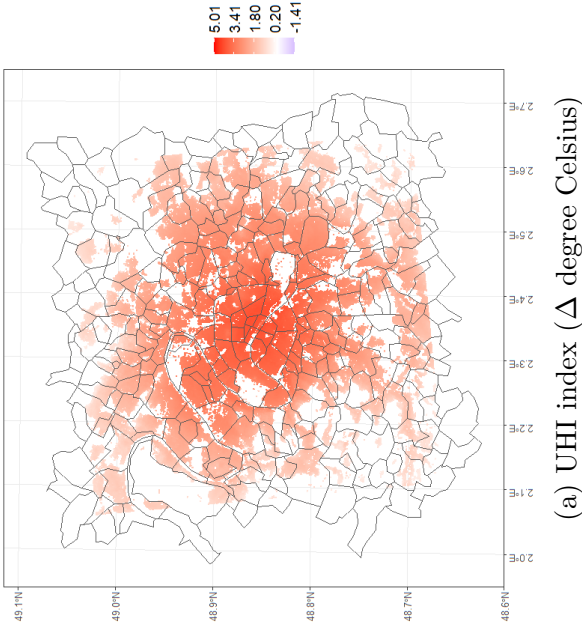 5.01
3.41
1.80
0.20
-1.41
49.1°N
49.0°N
48.9°N
48.8°N
48.7°N
48.6°N
2.0°E
2.1°E
2.2°E
2.3°E
2.4°E
2.5°E
2.6°E
2.7°E
(a) UHI index (Δ degree Celsius)